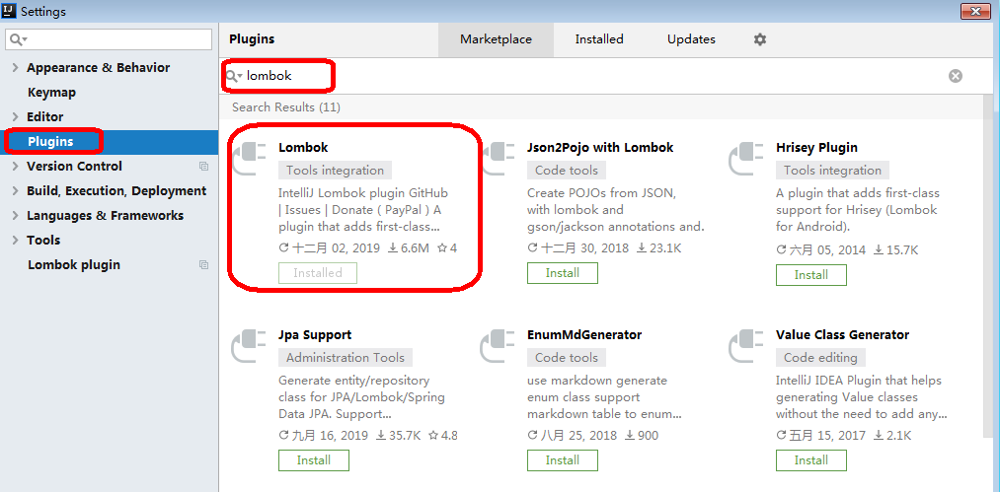 IJ Settings
Plugins
Marketplace
Installed
Updates
lombok
Search Results (11)
Appearance & Behavior
Keymap
Editor
Plugins
Version Control
Build, Execution, Deployment
Languages & Frameworks
Tools
Lombok plugin
Lombok
Tools integration
IntelliJ Lombok plugin GitHub
| Issues | Donate ( PayPal ) A
plugin that adds first-class...
十二月 02, 2019 6.6M 4
Installed
Json2Pojo with Lombok
Code tools
Create POJOs from JSON,
with lombok and
gson/jackson annotations and.
十二月 30, 2018 23.1K
Install
Hrisey Plugin
Tools integration
A plugin that adds first-class
support for Hrisey (Lombok
for Android).
六月 05, 2014 15.7K
Install
Jpa Support
Administration Tools
Generate entity/repository
class for JPA/Lombok/Spring
Data JPA. Support...
九月 16, 2019 35.7K 4.8
Install
EnumMdGenerator
Code tools
use markdown generate
enum class support
markdown table to enum...
八月 25, 2018 900
Install
Value Class Generator
Code editing
IntelliJ IDEA Plugin that helps
generating Value classes
without the need to add any...
五月 15, 2017 2.1K
Install